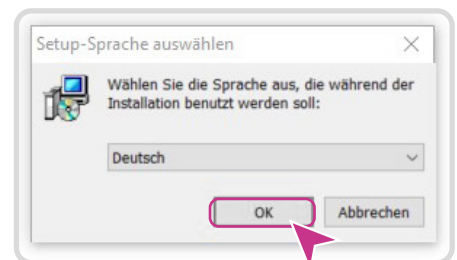 Setup-Sprache auswählen
Wählen Sie die Sprache aus, die während der
Installation benutzt werden soll:
Deutsch
OK
Abbrechen